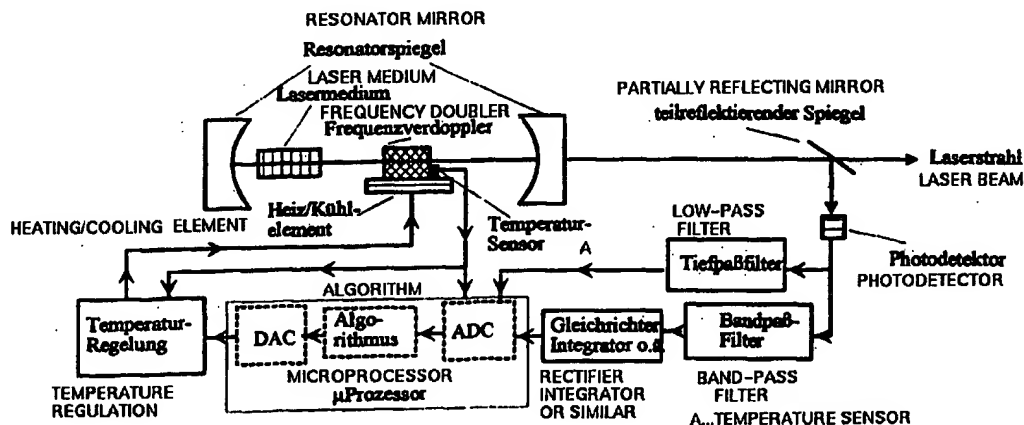 RESONATOR MIRROR
Resonatorspiegel
LASER MEDIUM
Lasermedium
FREQUENCY DOUBLER
Frequenzverdoppler
PARTIALLY REFLECTING MIRROR
teilreflektierender Spiegel
Laserstrahl
LASER BEAM
HEATING/COOLING ELEMENT
Heiz/Kühl-
element
Temperatur-
Sensor
LOW-PASS
FILTER
A
Tiefpaßfilter
Photodetektor
PHOTODETECTOR
ALGORITHM
Temperatur-
Regelung
DAC
Algo-
rithmus
ADC
Gleichrichter
Integrator o.ä.
Bandpaß-
Filter
MICROPROCESSOR
µProzessor
TEMPERATURE
REGULATION
RECTIFIER
INTEGRATOR
OR SIMILAR
BAND-PASS
FILTER
A...TEMPERATURE SENSOR